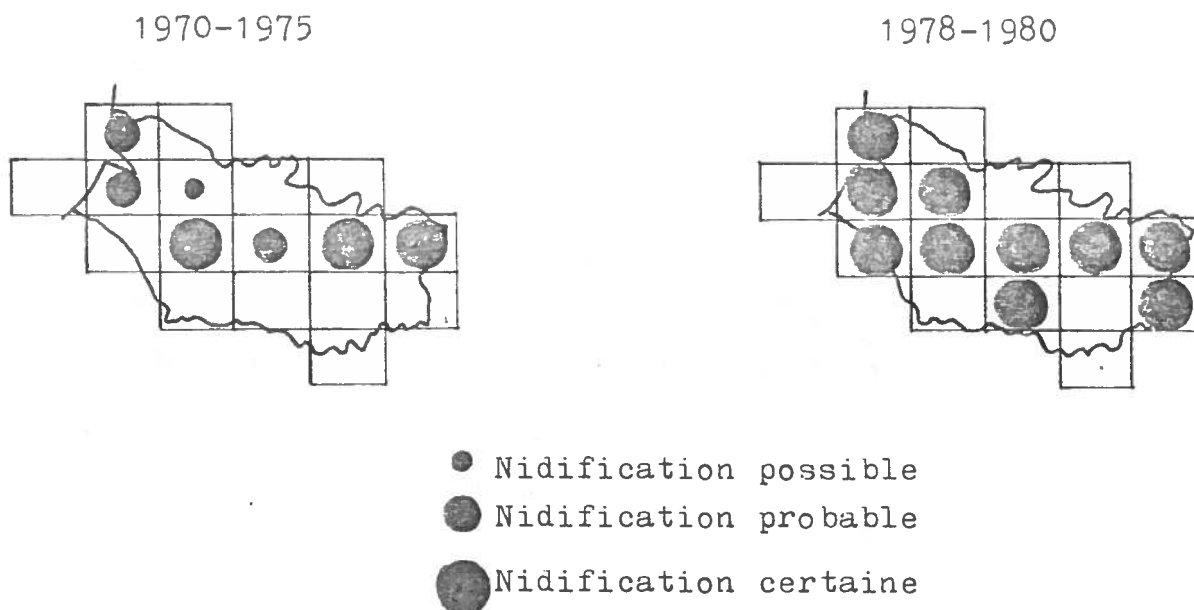 1970-1975
1978-1980
Nidification possible
Nidification probable
Nidification certaine